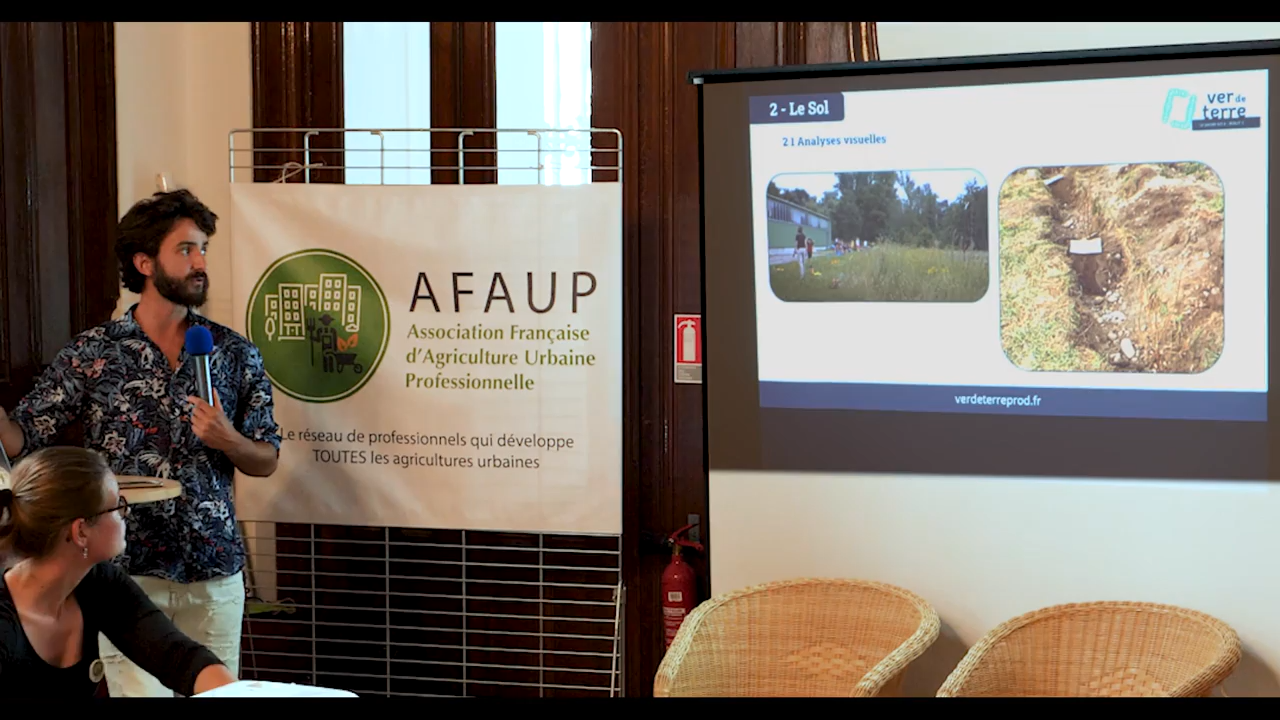 AFAUP
Association Française
d'Agriculture Urbaine
Professionnelle
Le réseau de professionnels qui développe
TOUTES les agricultures urbaines
2 - Le Sol
ver de
terre
2.1 Analyses visuelles
verdeterreprod.fr